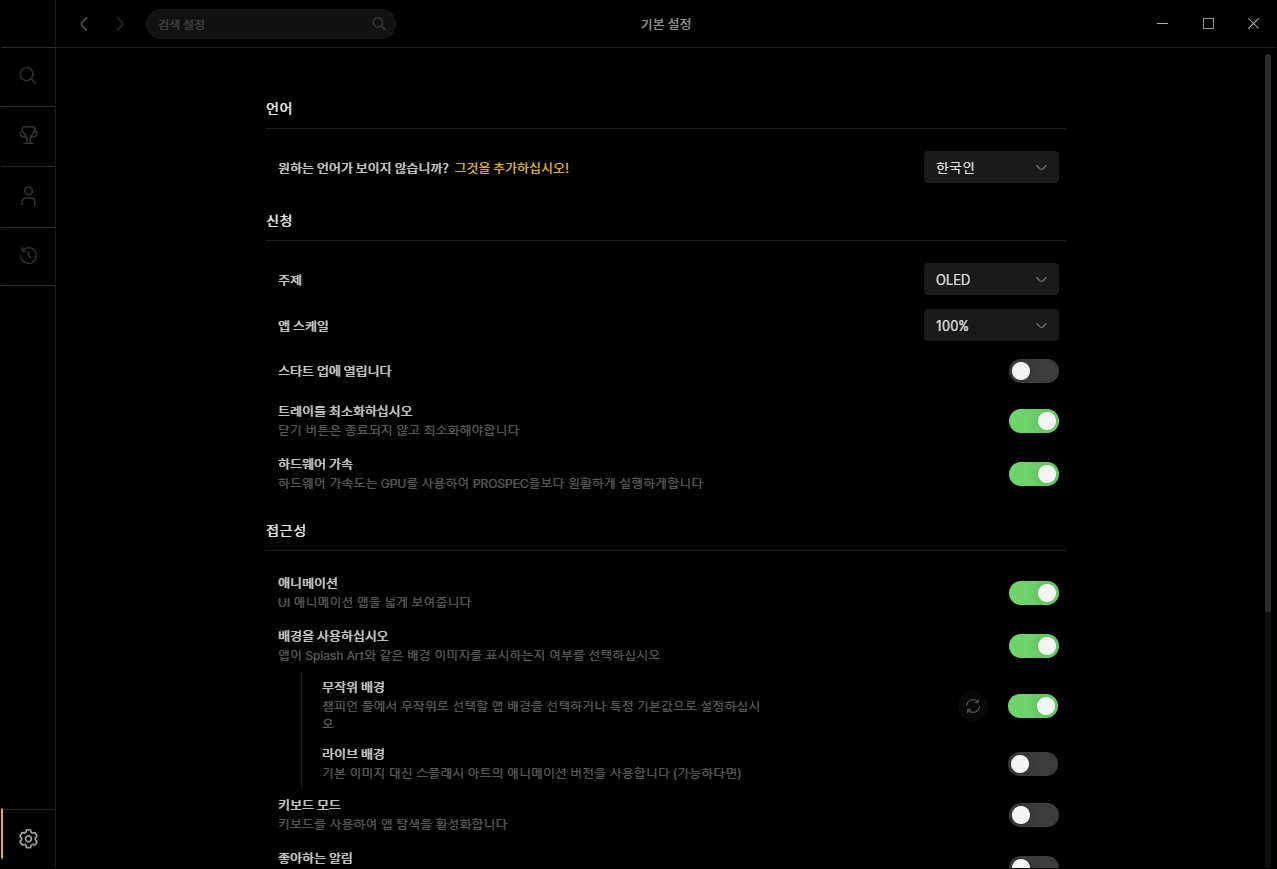 검색 설정
기본 설정
언어
원하는 언어가 보이지 않습니까? 그것을 추가하십시오!
한국인
신청
주제
OLED
앱 스케일
100%
스타트 업에 열립니다
트레이를 최소화하십시오
닫기 버튼은 종료되지 않고 최소화해야합니다
하드웨어 가속
하드웨어 가속도는 GPU를 사용하여 PROSPEC을보다 원활하게 실행하게합니다
접근성
애니메이션
UI 애니메이션 앱을 넓게 보여줍니다
배경을 사용하십시오
앱이 Splash Art와 같은 배경 이미지를 표시하는지 여부를 선택하십시오
무작위 배경
챔피언 풀에서 무작위로 선택할 앱 배경을 선택하거나 특정 기본값으로 설정하십시
오
라이브 배경
기본 이미지 대신 스플래시 아트의 애니메이션 버전을 사용합니다 (가능하다면)
키보드 모드
키보드를 사용하여 앱 탐색을 활성화합니다
좋아하는 알림